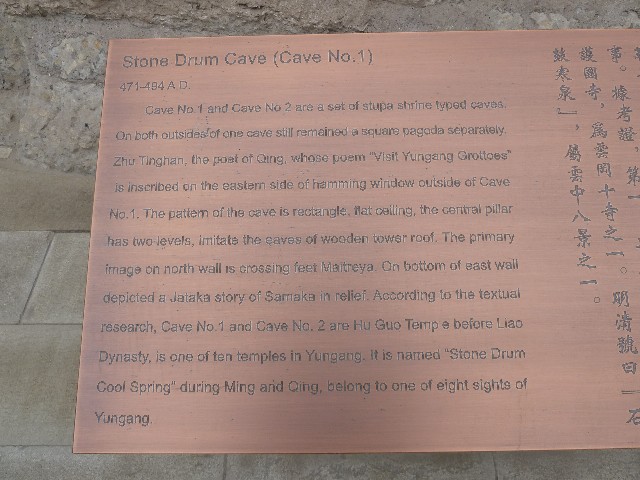 Stone Drum Cave (Cave No.1)
471-494 A.D.
Cave No.1 and Cave No 2 are a set of stupa shrine typed caves.
On both outsides of one cave still remained a square pagoda separately.
Zhu Tinghan, the poet of Qing, whose poem "Visit Yungang Grottoes"
is inscribed on the eastern side of hamming window outside of Cave
No.1. The pattern of the cave is rectangle, flat ceiling, the central pillar
has two levels, imitate the eaves of wooden tower roof. The primary
image on north wall is crossing feet Maitreya. On bottom of east wall
depicted a Jataka story of Samaka in relief. According to the textual
research, Cave No.1 and Cave No. 2 are Hu Guo Temp e before Liao
Dynasty, is one of ten temples in Yungang. It is named "Stone Drum
Cool Spring" during Ming and Qing, belong to one of eight sights of
Yungang.
事。據考證，第一
護國寺，爲雲岡十寺之一。明清號曰「石
鼓寒泉」，屬雲中八景之一。